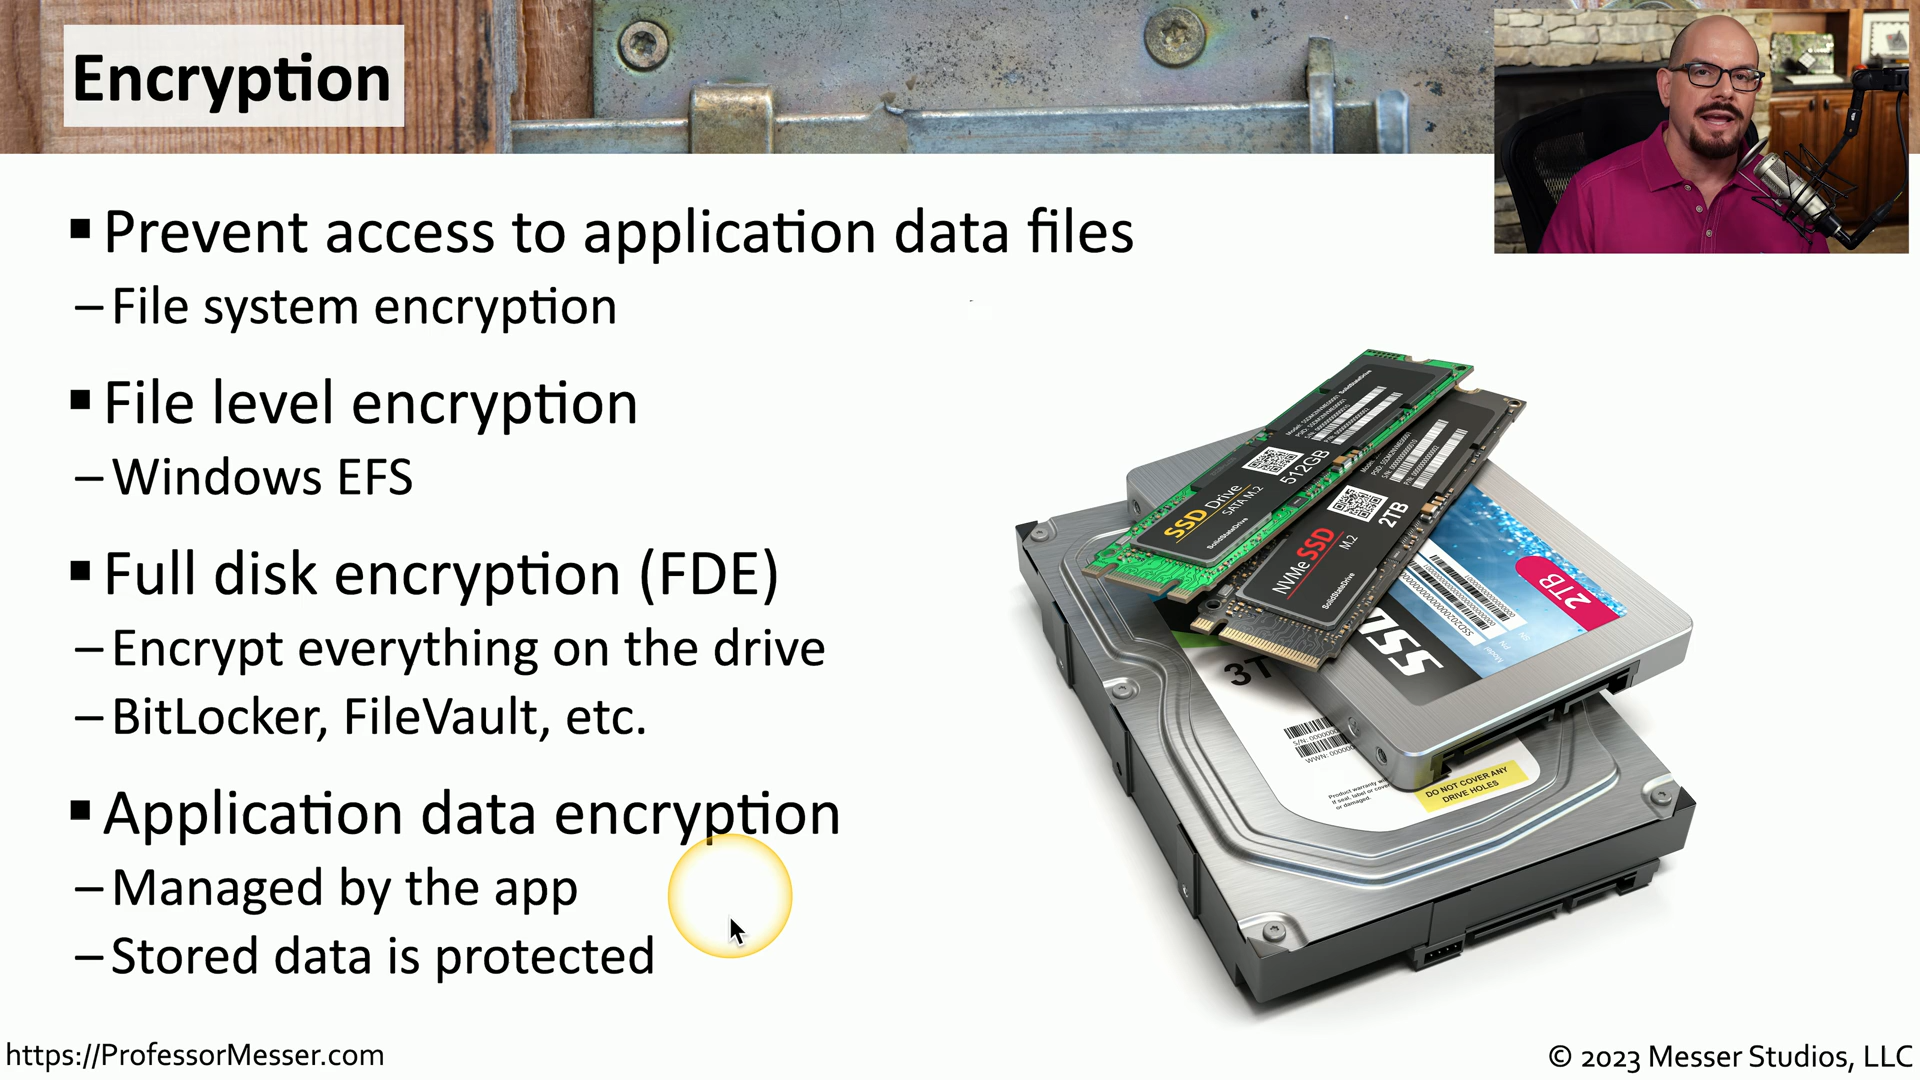 Encryption
▪ Prevent access to application data files
– File system encryption
▪ File level encryption
– Windows EFS
▪ Full disk encryption (FDE)
– Encrypt everything on the drive
– BitLocker, FileVault, etc.
▪ Application data encryption
– Managed by the app
– Stored data is protected
SolidStateDrive
512GB
SSD Drive
SATA M.2
SolidStateDrive
2TB
NVMe SSD
M.2
SolidStateDrive
2TB
SSD
3T
DO NOT COVER ANY
DRIVE HOLES
https://ProfessorMesser.com
© 2023 Messer Studios, LLC